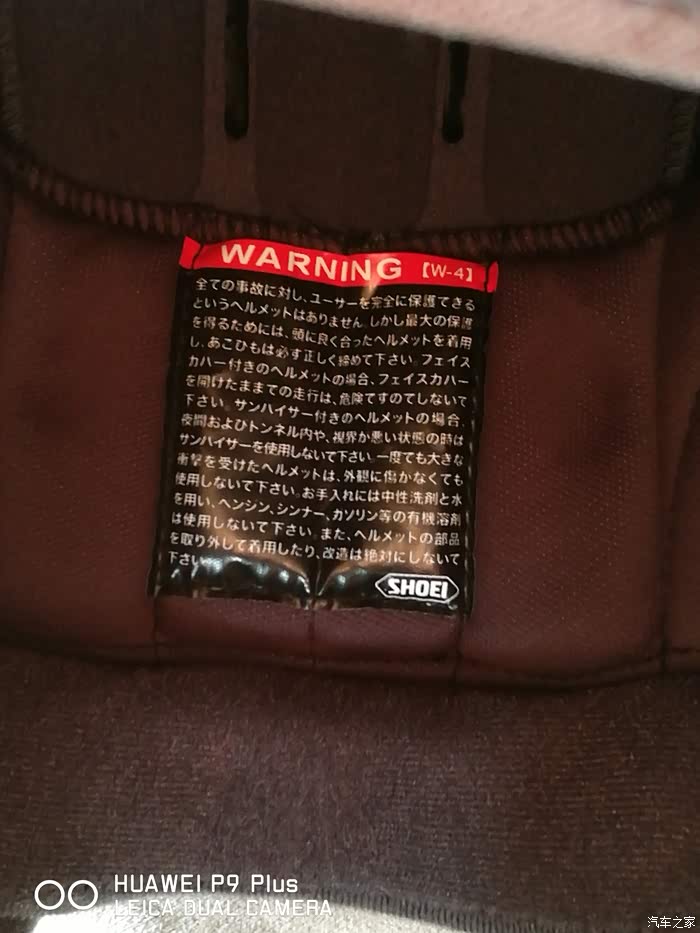 WARNING 【W-4】
全ての事故に対し、ユーザーを完全に保護できる
というヘルメットはありません。しかし最大の保護
を得るためには、頭に良く合ったヘルメットを着用
し、あごひもは必ず正しく締めて下さい。フェイス
カバー付きのヘルメットの場合、フェイスカバー
を開けたままでの走行は、危険ですのでしないで
下さい。サンバイザー付きのヘルメットの場合、
夜間およびトンネル内や、視界が悪い状態の時は
サンバイザーを使用しないで下さい。一度でも大きな
衝撃を受けたヘルメットは、外観に傷がなくても
使用しないで下さい。お手入れには中性洗剤と水
を用い、ベンジン、シンナー、ガソリン等の有機溶剤
は使用しないで下さい。また、ヘルメットの部品
を取り外して着用したり、改造は絶対にしないで
下さい
SHOEI
HUAWEI P9 Plus
LEICA DUAL CAMERA
汽车之家